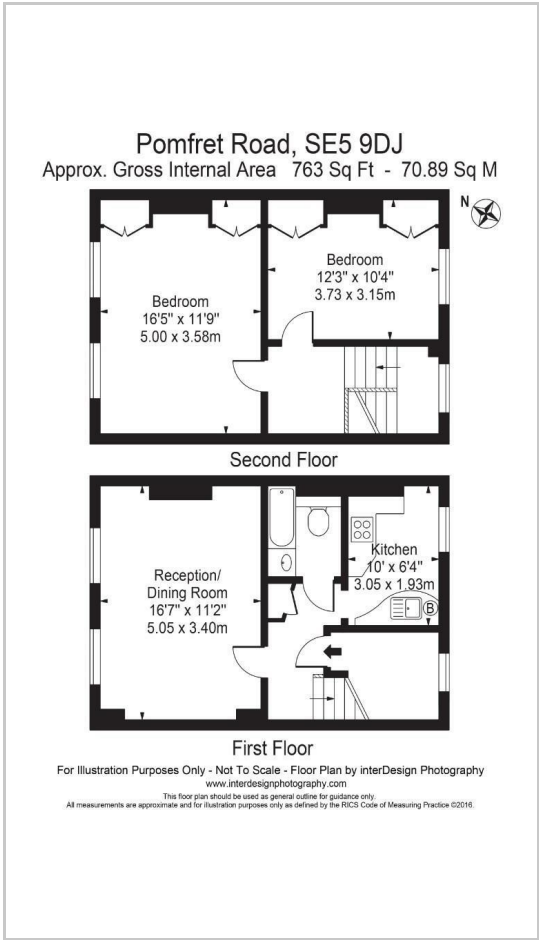 Pomfret Road, SE5 9DJ
Approx. Gross Internal Area 763 Sq Ft - 70.89 Sq M
N
Bedroom
16'5" x 11'9"
5.00 x 3.58m
Bedroom
12'3" x 10'4"
3.73 x 3.15m
Second Floor
Reception/
Dining Room
16'7" x 11'2"
5.05 x 3.40m
Kitchen
10' x 6'4"
3.05 x 1.93m
B
First Floor
For Illustration Purposes Only - Not To Scale - Floor Plan by interDesign Photography
www.interdesignphotography.com
This floor plan should be used as general outline for guidance only.
All measurements are approximate and for illustration purposes only as defined by the RICS Code of Measuring Practice ©2016.